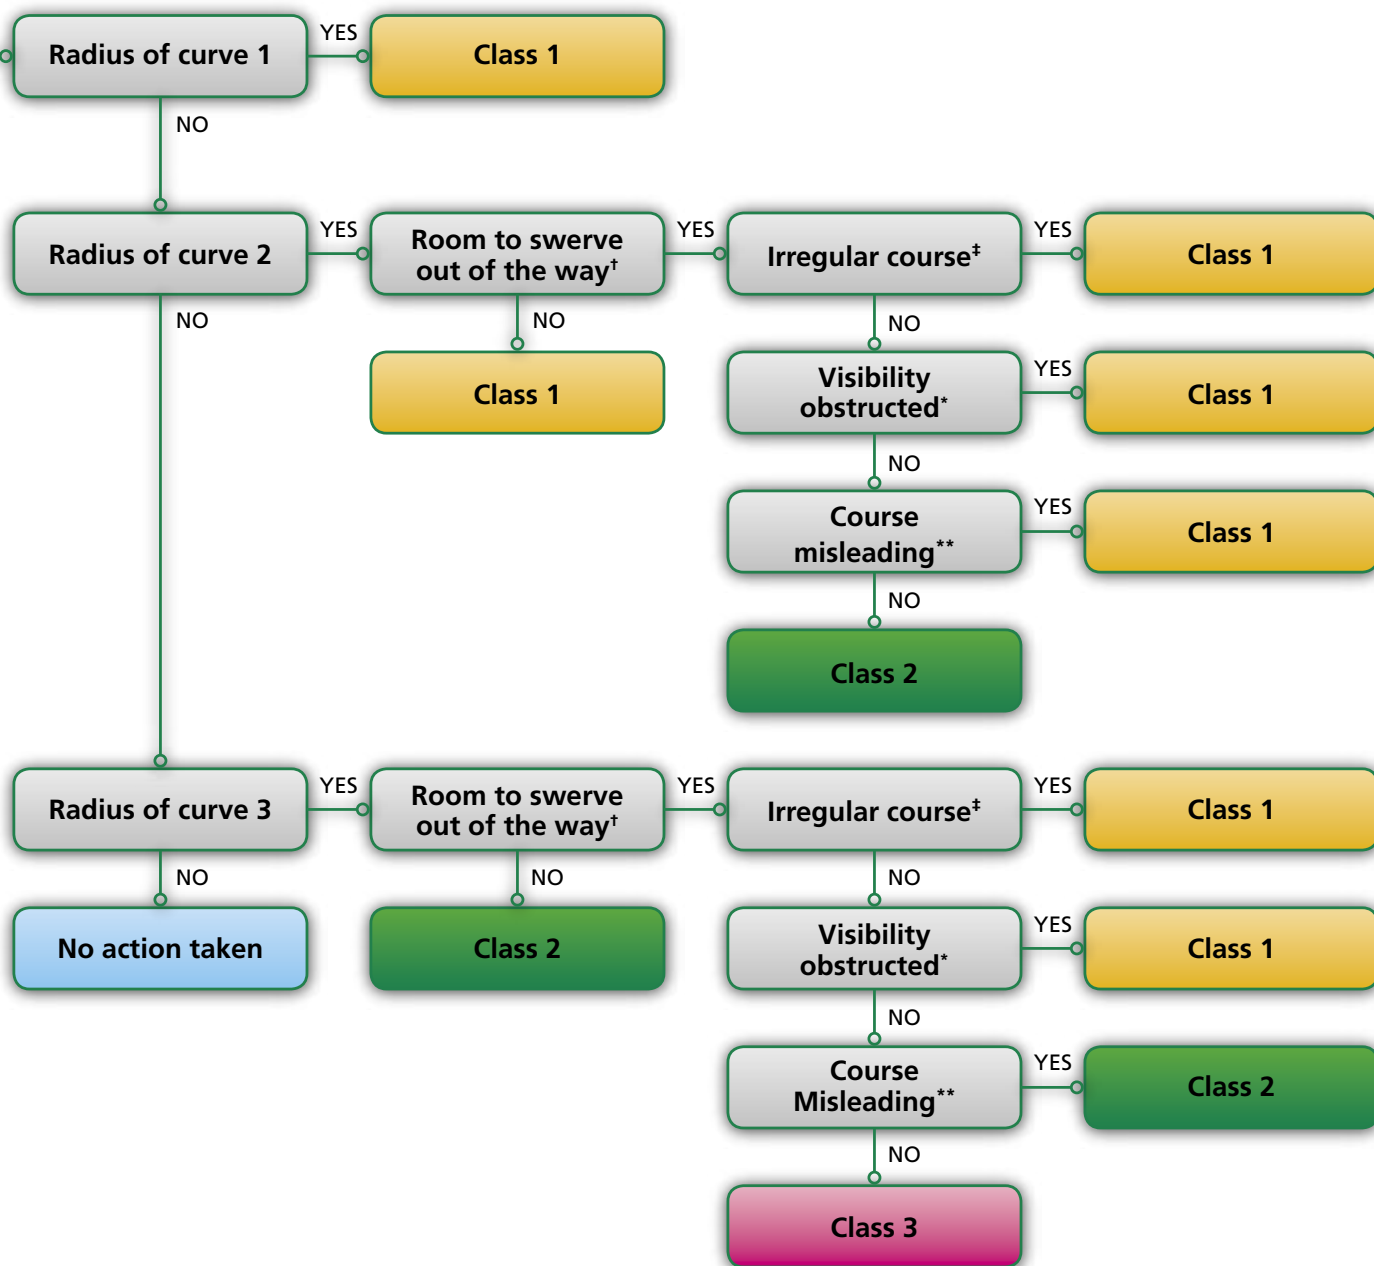 Radius of curve 1
YES
Class 1
NO
Radius of curve 2
YES
Room to swerve
out of the way†
YES
Irregular course‡
YES
Class 1
NO
NO
Class 1
NO
Visibility
obstructed*
YES
Class 1
NO
Course
misleading**
YES
Class 1
NO
Class 2
Radius of curve 3
YES
Room to swerve
out of the way†
YES
Irregular course‡
YES
Class 1
NO
No action taken
NO
Class 2
NO
Visibility
obstructed*
YES
Class 1
NO
Course
Misleading**
YES
Class 2
NO
Class 3